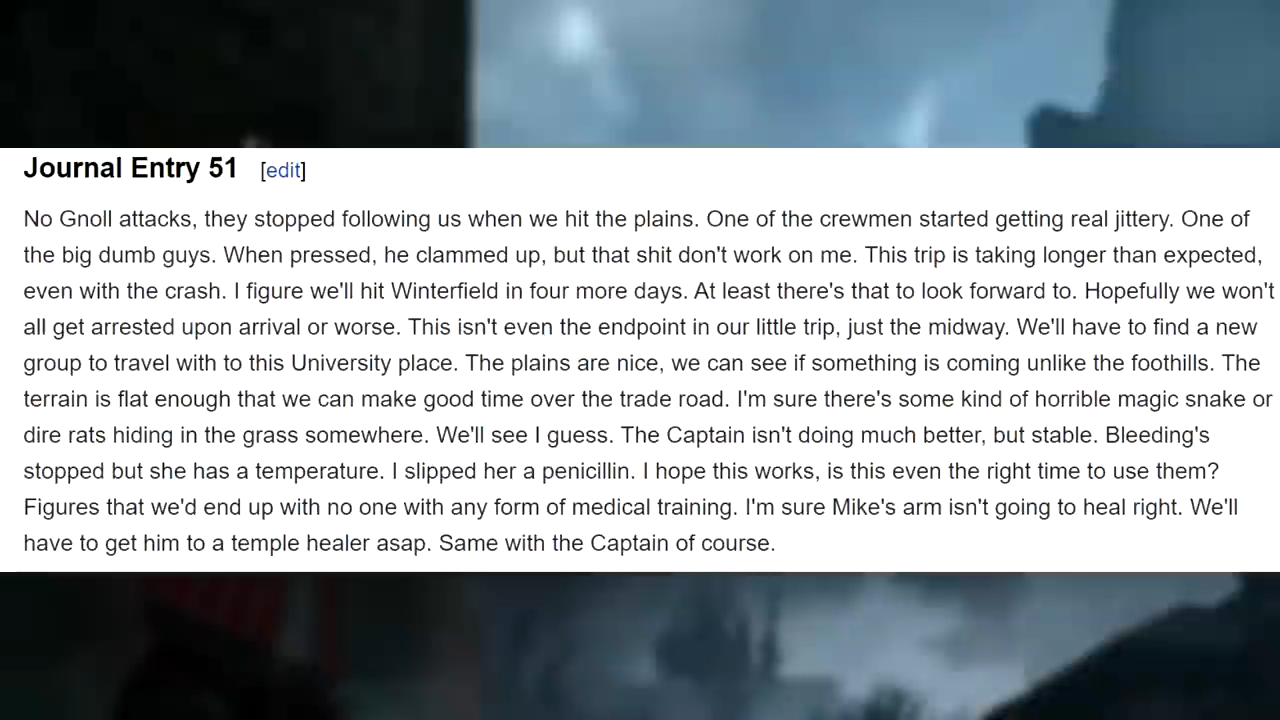 Journal Entry 51 [edit]
No Gnoll attacks, they stopped following us when we hit the plains. One of the crewmen started getting real jittery. One of
the big dumb guys. When pressed, he clammed up, but that shit don't work on me. This trip is taking longer than expected,
even with the crash. I figure we'll hit Winterfield in four more days. At least there's that to look forward to. Hopefully we won't
all get arrested upon arrival or worse. This isn't even the endpoint in our little trip, just the midway. We'll have to find a new
group to travel with to this University place. The plains are nice, we can see if something is coming unlike the foothills. The
terrain is flat enough that we can make good time over the trade road. I'm sure there's some kind of horrible magic snake or
dire rats hiding in the grass somewhere. We'll see I guess. The Captain isn't doing much better, but stable. Bleeding's
stopped but she has a temperature. I slipped her a penicillin. I hope this works, is this even the right time to use them?
Figures that we'd end up with no one with any form of medical training. I'm sure Mike's arm isn't going to heal right. We'll
have to get him to a temple healer asap. Same with the Captain of course.